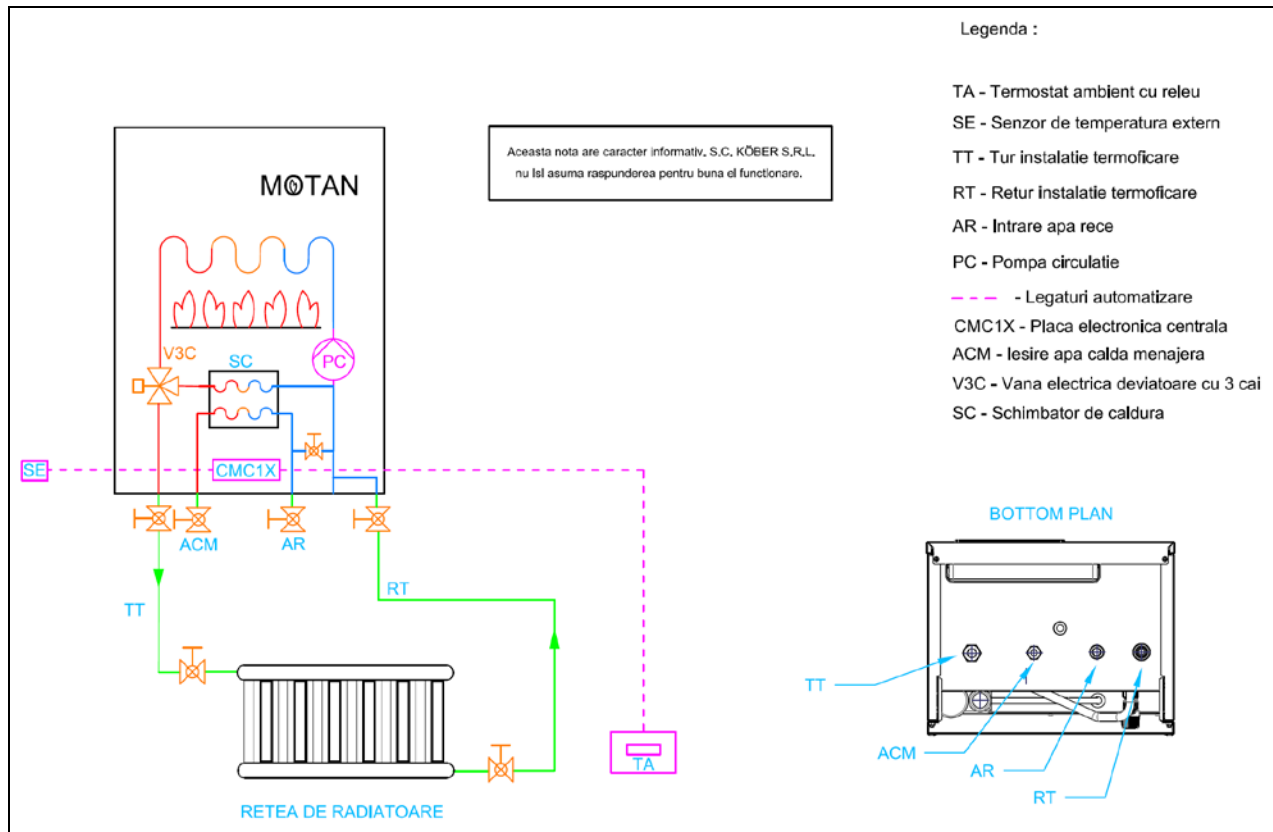 Legenda :
TA - Termostat ambient cu releu
SE - Senzor de temperatura extern
TT - Tur instalatie termoficare
RT - Retur instalatie termoficare
AR - Intrare apa rece
PC - Pompa circulatie
- Legaturi automatizare
CMC1X - Placa electronica centrala
ACM - Iesire apa calda menajera
V3C - Vana electrica deviatoare cu 3 cai
SC - Schimbator de caldura
Aceasta nota are caracter informativ. S.C. KÖBER S.R.L.
nu isi asuma raspunderea pentru buna ei functionare.
MOTAN
V3C
SC
PC
SE
CMC1X
ACM
AR
TT
RT
TA
RETEA DE RADIATOARE
BOTTOM PLAN
TT
ACM
AR
RT